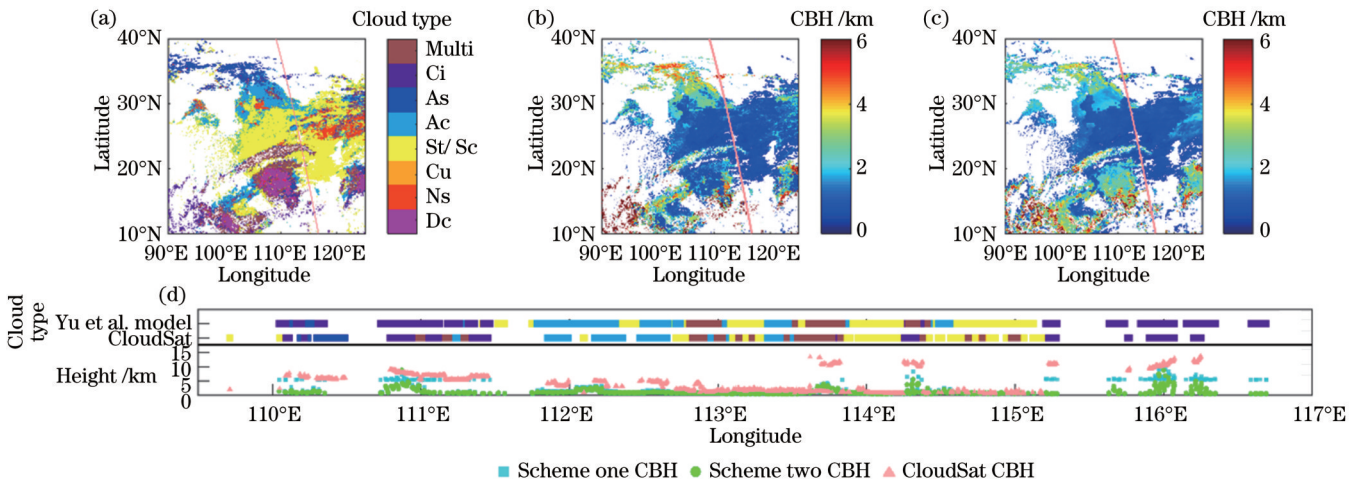 (a)
Cloud type
(b)
CBH /km
(c)
CBH /km
40°N
30°N
20°N
10°N
Latitude
90°E 100°E 110°E 120°E
Longitude
Multi
Ci
As
Ac
St/ Sc
Cu
Ns
Dc
40°N
30°N
20°N
10°N
Latitude
90°E 100°E 110°E 120°E
Longitude
6
4
2
0
40°N
30°N
20°N
10°N
Latitude
90°E 100°E 110°E 120°E
Longitude
6
4
2
0
(d)
Cloud
type
Yu et al. model
CloudSat
Height /km
15
10
5
0
110°E 111°E 112°E 113°E 114°E 115°E 116°E 117°E
Longitude
Scheme one CBH Scheme two CBH CloudSat CBH